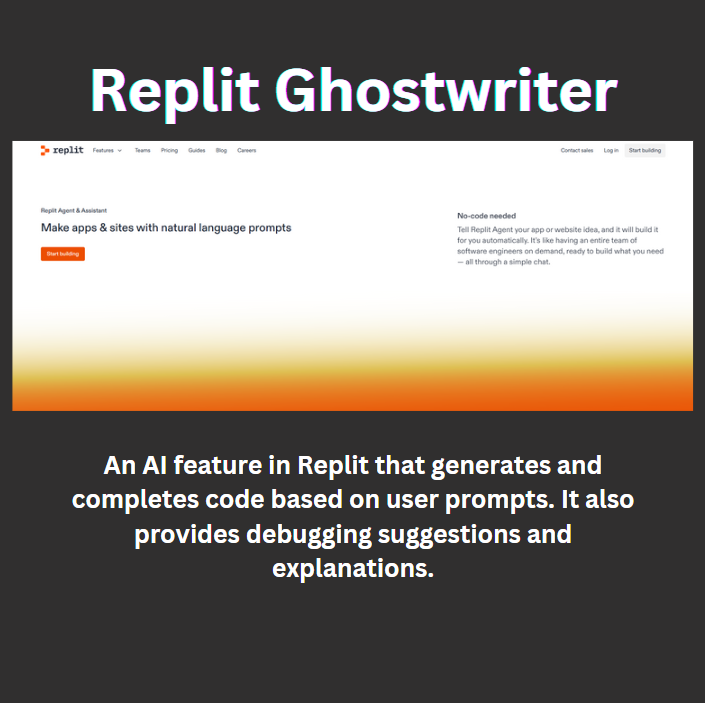 Replit Ghostwriter
replit Features Teams Pricing Guides Blog Careers Contact sales Log in Start building
Replit Agent & Assistant
Make apps & sites with natural language prompts
Start building
No-code needed
Tell Replit Agent your app or website idea, and it will build it
for you automatically. It's like having an entire team of
software engineers on demand, ready to build what you need
— all through a simple chat.
An AI feature in Replit that generates and
completes code based on user prompts. It also
provides debugging suggestions and
explanations.